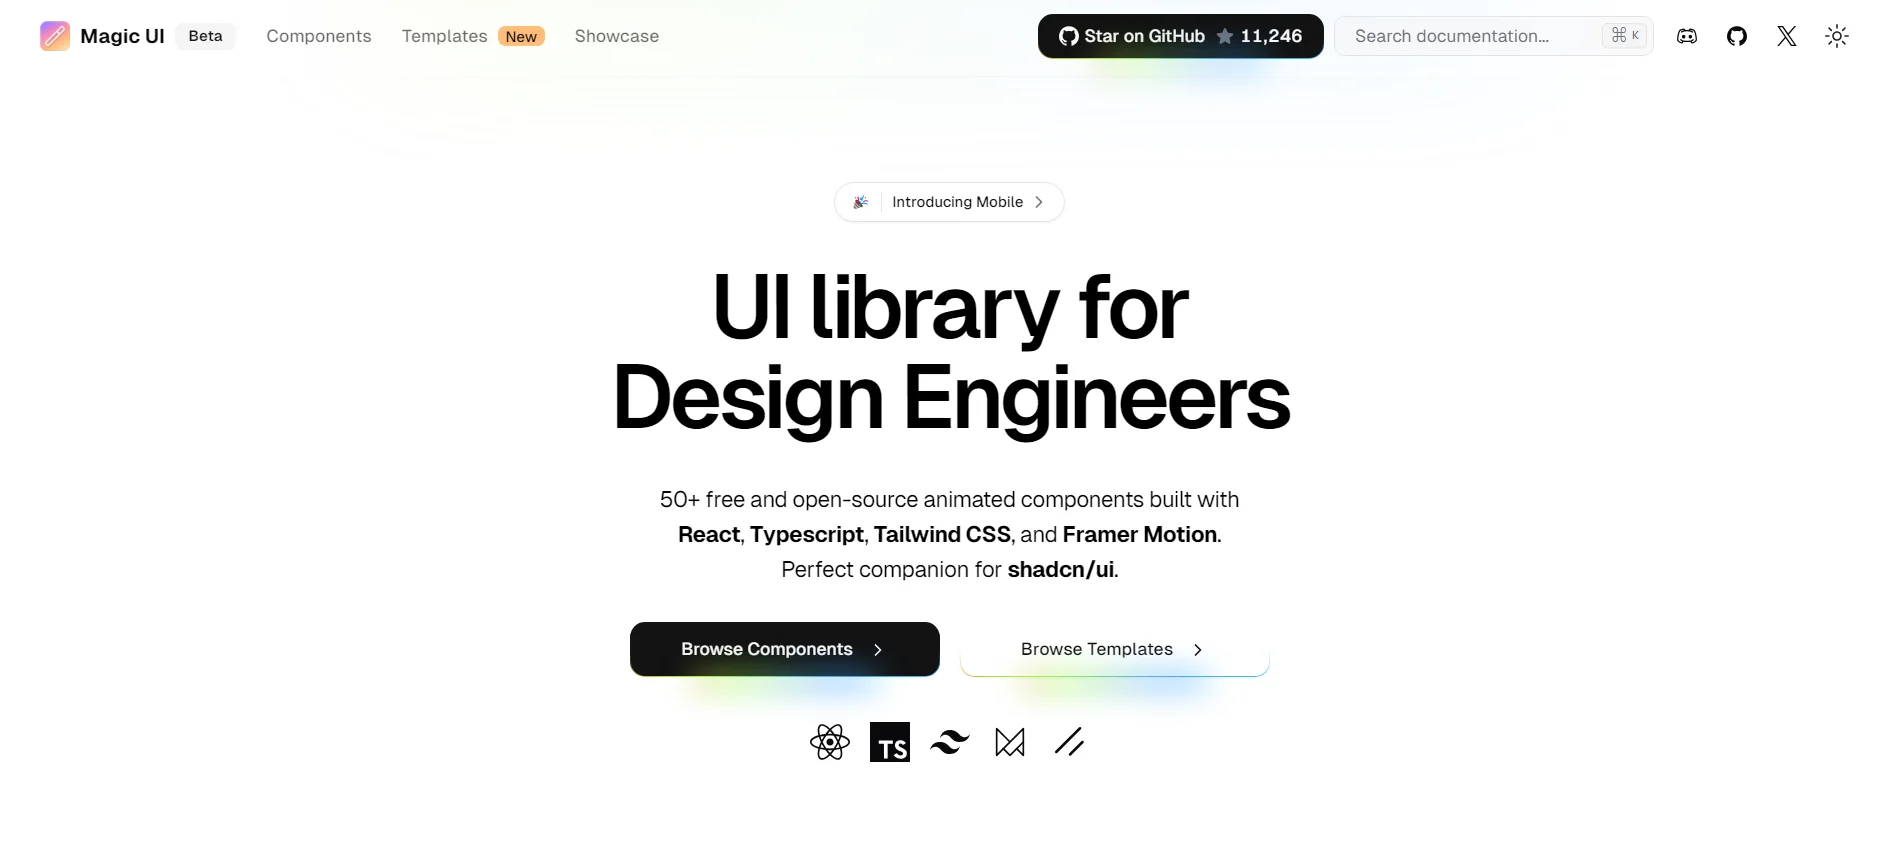 Magic UI Beta Components Templates New Showcase Star on GitHub 11,246 Search documentation... ⌘ K
Introducing Mobile
UI library for
Design Engineers
50+ free and open-source animated components built with
React, Typescript, Tailwind CSS, and Framer Motion.
Perfect companion for shadcn/ui.
Browse Components Browse Templates
TS